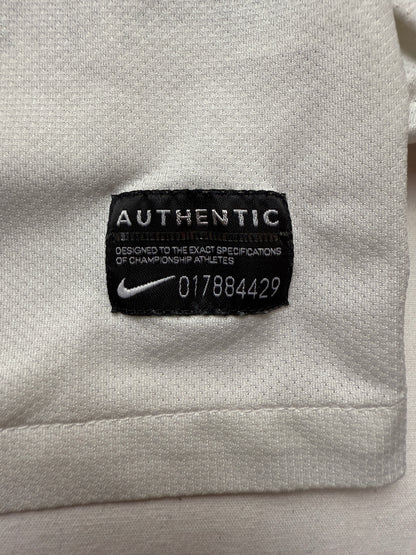 AUTHENTIC
DESIGNED TO THE EXACT SPECIFICATIONS
OF CHAMPIONSHIP ATHLETES
017884429